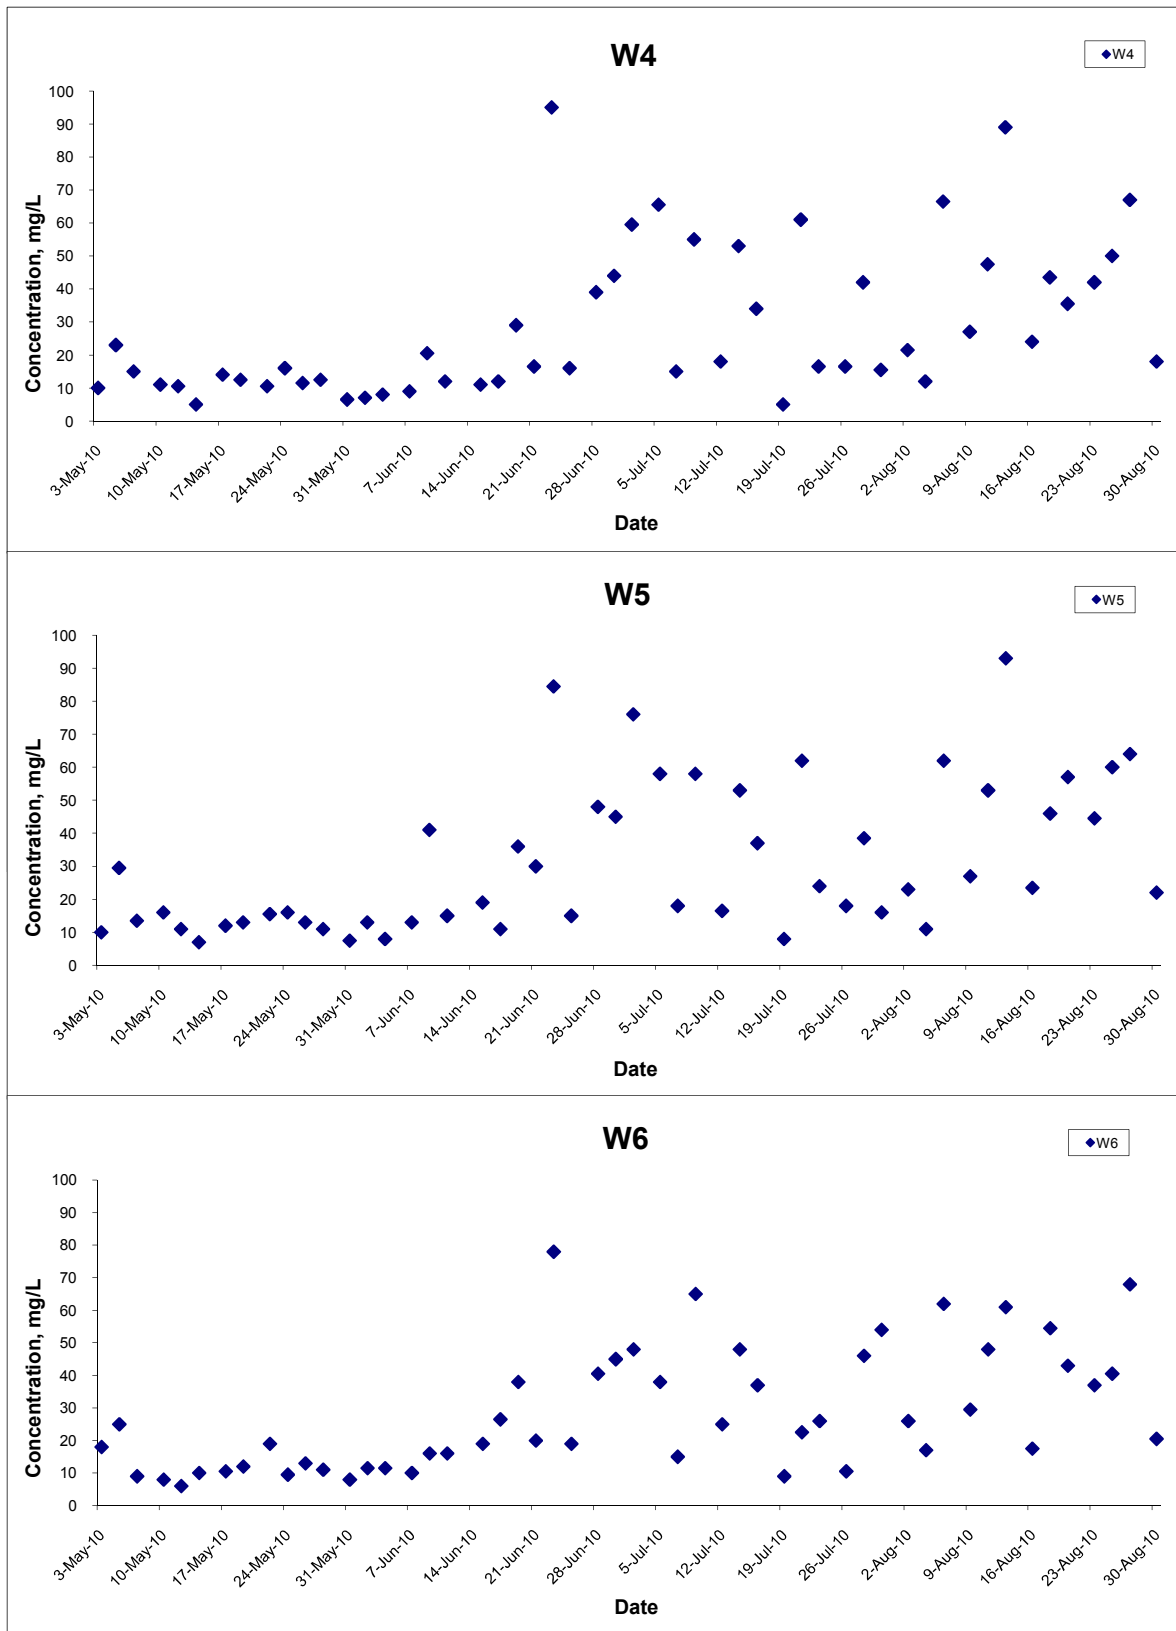 W4
W4
100
90
80
70
60
50
40
30
20
10
0
Concentration, mg/L
3-May-10
10-May-10
17-May-10
24-May-10
31-May-10
7-Jun-10
14-Jun-10
21-Jun-10
28-Jun-10
5-Jul-10
12-Jul-10
19-Jul-10
26-Jul-10
2-Aug-10
9-Aug-10
16-Aug-10
23-Aug-10
30-Aug-10
Date
W5
W5
100
90
80
70
60
50
40
30
20
10
0
Concentration, mg/L
3-May-10
10-May-10
17-May-10
24-May-10
31-May-10
7-Jun-10
14-Jun-10
21-Jun-10
28-Jun-10
5-Jul-10
12-Jul-10
19-Jul-10
26-Jul-10
2-Aug-10
9-Aug-10
16-Aug-10
23-Aug-10
30-Aug-10
Date
W6
W6
100
90
80
70
60
50
40
30
20
10
0
Concentration, mg/L
3-May-10
10-May-10
17-May-10
24-May-10
31-May-10
7-Jun-10
14-Jun-10
21-Jun-10
28-Jun-10
5-Jul-10
12-Jul-10
19-Jul-10
26-Jul-10
2-Aug-10
9-Aug-10
16-Aug-10
23-Aug-10
30-Aug-10
Date